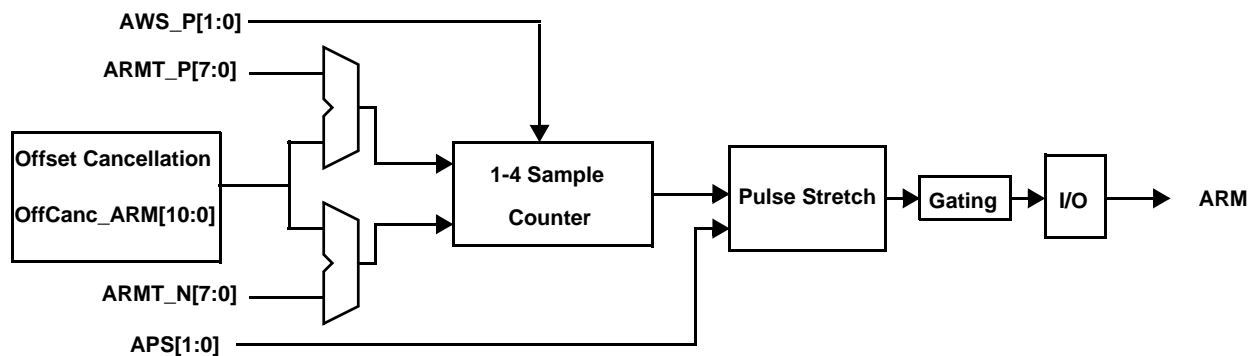 AWS_P[1:0]
ARMT_P[7:0]
Offset Cancellation
OffCanc_ARM[10:0]
ARMT_N[7:0]
APS[1:0]
1-4 Sample
Counter
Pulse Stretch
Gating
I/O
ARM